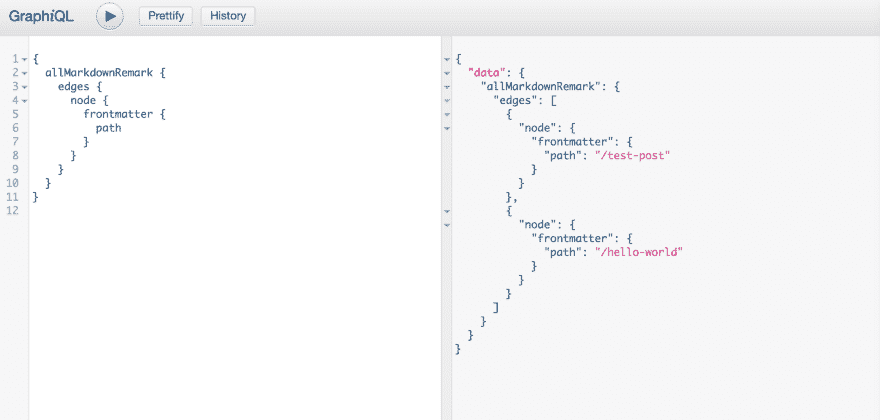 GraphiQL
Prettify
History
1 {
2 allMarkdownRemark {
3 edges {
4 node {
5 frontmatter {
6 path
7 }
8 }
9 }
10 }
11 }
12
{
"data": {
"allMarkdownRemark": {
"edges": [
{
"node": {
"frontmatter": {
"path": "/test-post"
}
}
},
{
"node": {
"frontmatter": {
"path": "/hello-world"
}
}
}
]
}
}
}